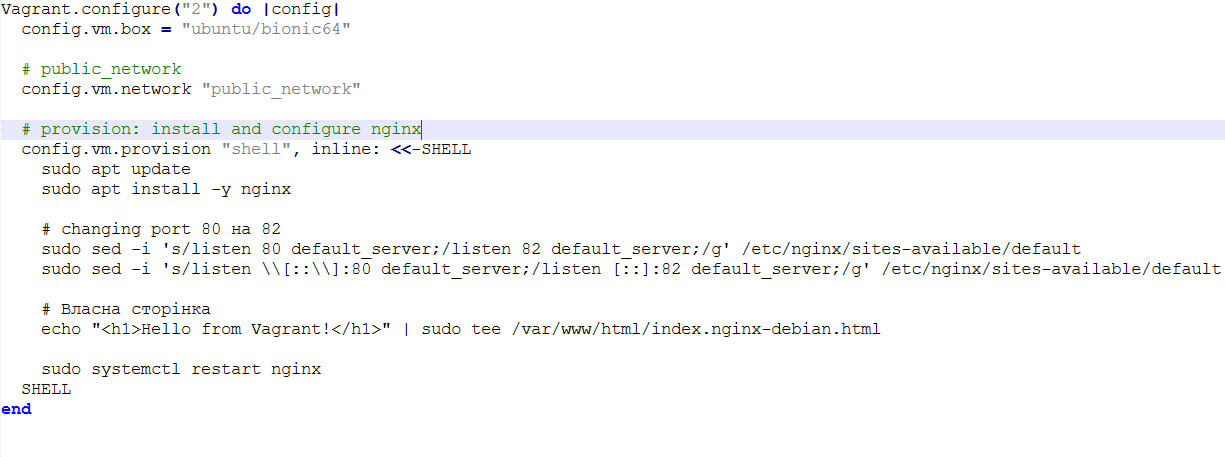 Vagrant.configure("2") do |config|
  config.vm.box = "ubuntu/bionic64"

  # public_network
  config.vm.network "public_network"

  # provision: install and configure nginx
  config.vm.provision "shell", inline: <<-SHELL
    sudo apt update
    sudo apt install -y nginx

    # changing port 80 на 82
    sudo sed -i 's/listen 80 default_server;/listen 82 default_server;/g' /etc/nginx/sites-available/default
    sudo sed -i 's/listen \\[::\\]:80 default_server;/listen [::]:82 default_server;/g' /etc/nginx/sites-available/default

    # Власна сторінка
    echo "<h1>Hello from Vagrant!</h1>" | sudo tee /var/www/html/index.nginx-debian.html

    sudo systemctl restart nginx
  SHELL
end